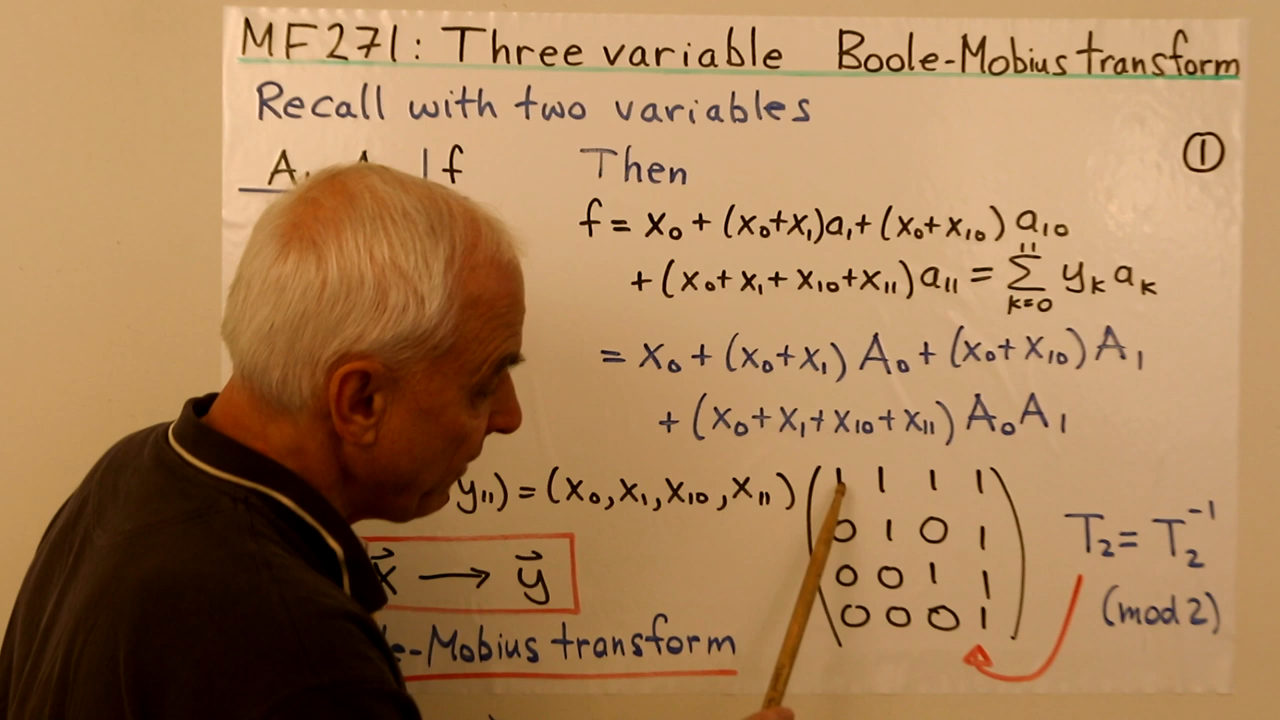 MF271: Three variable Boole-Mobius transform
Recall with two variables
①
A f
Then
f = x₀ + (x₀+x₁)a₁ + (x₀+x₁₀) a₁₀
+ (x₀+x₁+x₁₀+x₁₁) a₁₁ = Σ_{k=0}^{11} yₖ aₖ
= x₀ + (x₀+x₁) A₀ + (x₀+x₁₀) A₁
+ (x₀+x₁+x₁₀+x₁₁) A₀A₁
y₁₁) = (x₀, x₁, x₁₀, x₁₁) ( 1 1 1 1
0 1 0 1
0 0 1 1
0 0 0 1 )
T₂ = T₂⁻¹
(mod 2)
x⃗ → y⃗
e-Mobius transform